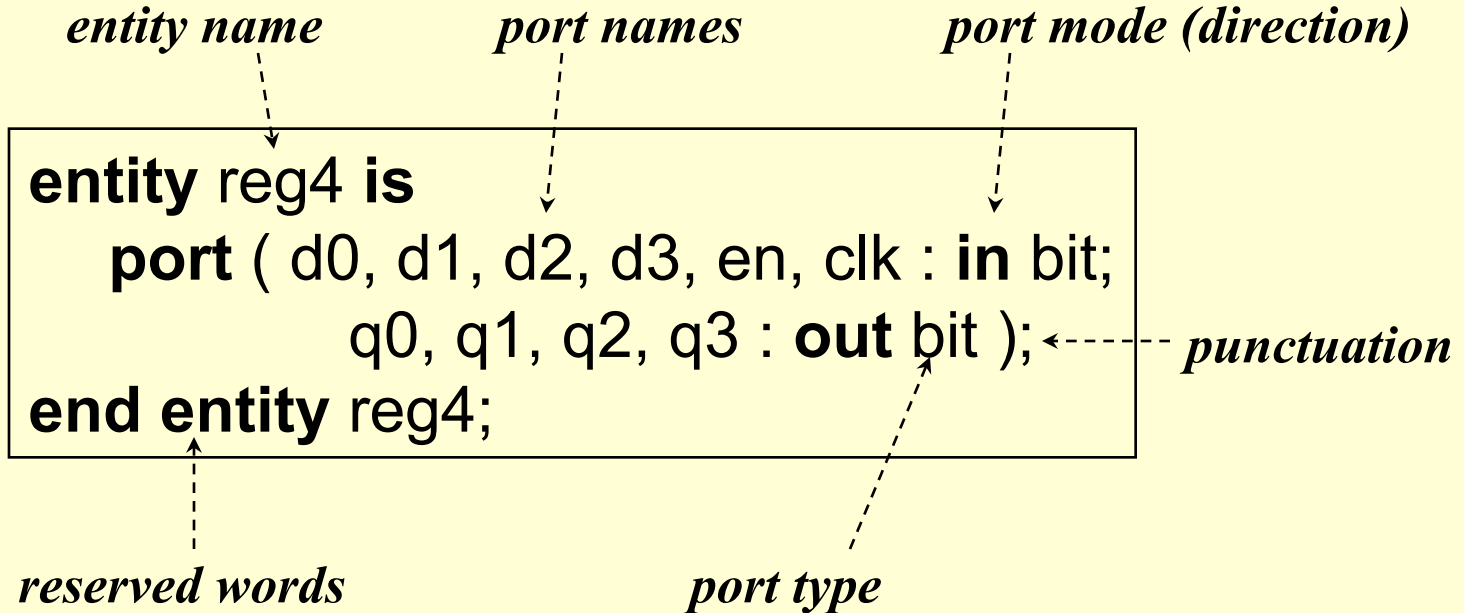 entity name port names port mode (direction)
entity reg4 is
port ( d0, d1, d2, d3, en, clk : in bit;
q0, q1, q2, q3 : out bit );
punctuation
end entity reg4;
reserved words port type